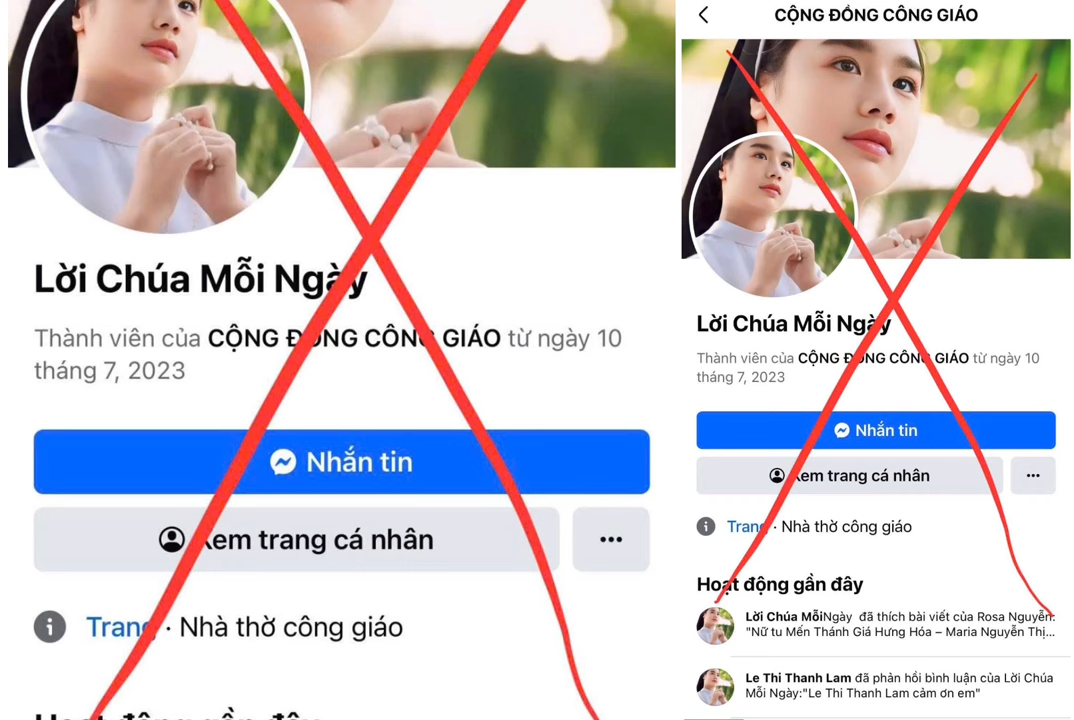 Lời Chúa Mỗi Ngày
Thành viên của CỘNG ĐỒNG CÔNG GIÁO từ ngày 10
tháng 7, 2023
Nhắn tin
Xem trang cá nhân
Trang · Nhà thờ công giáo
Hoạt động gần đây
CỘNG ĐỒNG CÔNG GIÁO
Lời Chúa Mỗi Ngày
Thành viên của CỘNG ĐỒNG CÔNG GIÁO từ ngày 10
tháng 7, 2023
Nhắn tin
Xem trang cá nhân
Trang · Nhà thờ công giáo
Hoạt động gần đây
Lời Chúa MỗiNgày đã thích bài viết của Rosa Nguyễn:
"Nữ tu Mến Thánh Giá Hưng Hóa – Maria Nguyễn Thị...
Le Thi Thanh Lam đã phản hồi bình luận của Lời Chúa
Mỗi Ngày:"Le Thi Thanh Lam cảm ơn em"